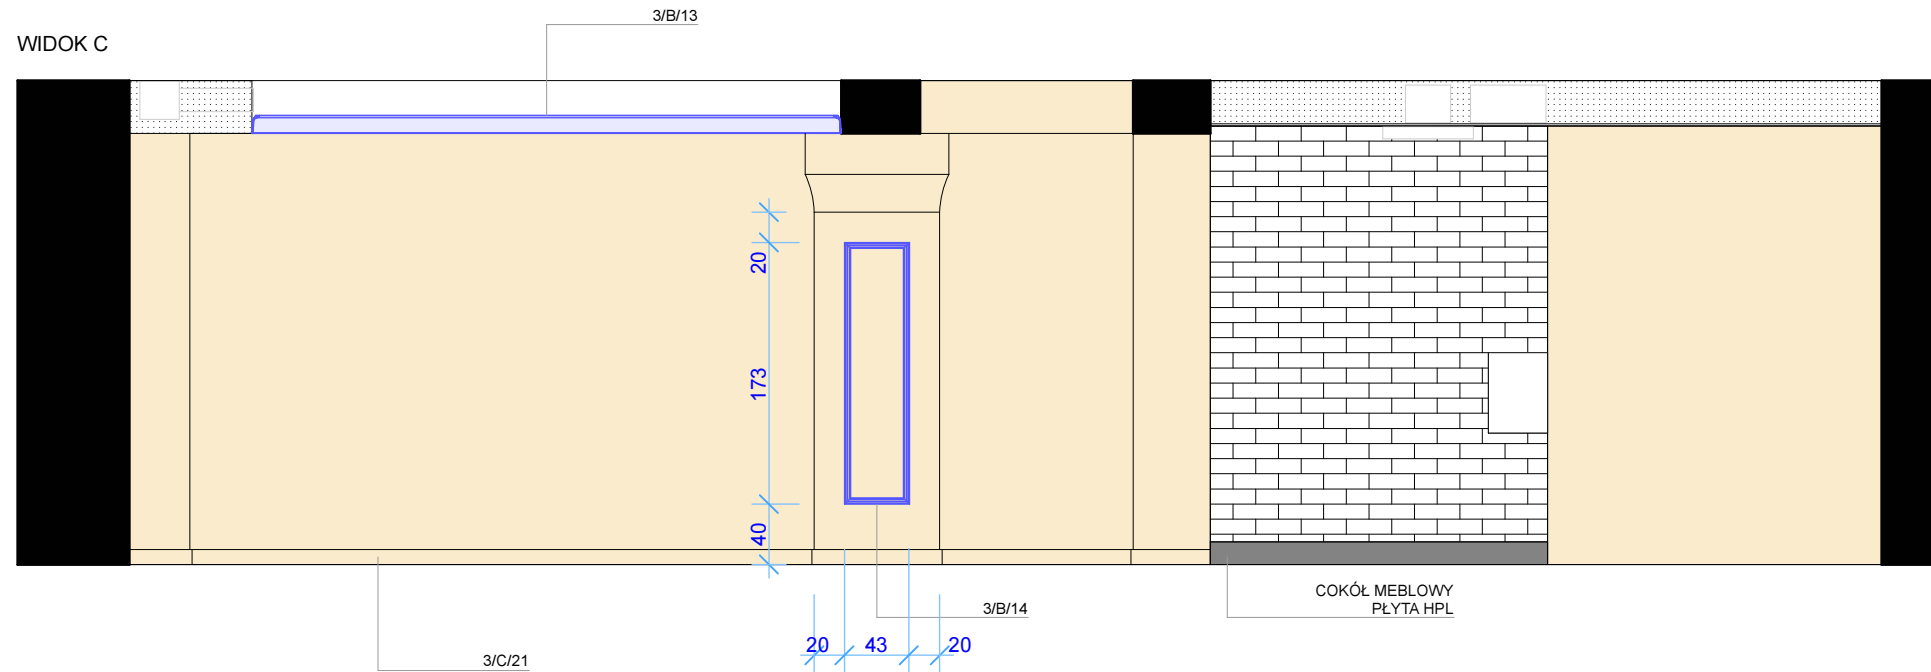 3/B/13
WIDOK C
20
173
40
3/B/14
COKÓŁ MEBLOWY
PŁYTA HPL
20 43 20
3/C/21